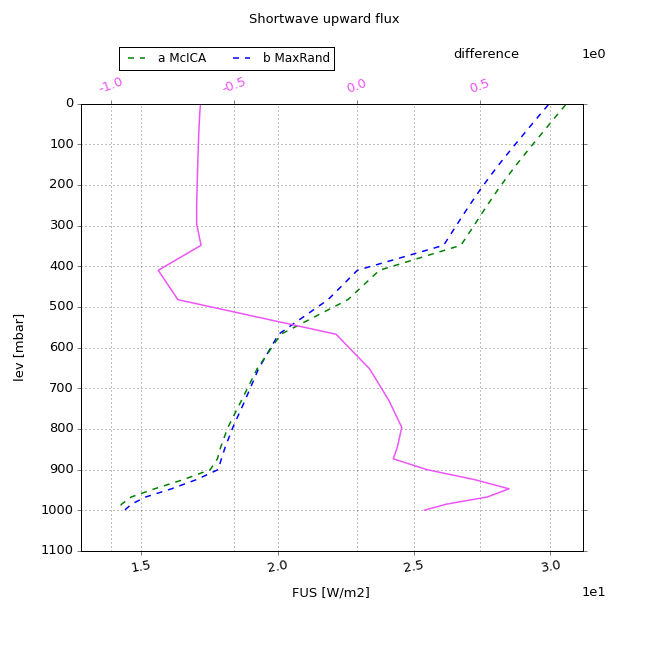 Shortwave upward flux
a McICA b MaxRand
difference 1e0
-1.0 -0.5 0.0 0.5
0
100
200
300
400
500
600
700
800
900
1000
1100
lev [mbar]
1.5 2.0 2.5 3.0
FUS [W/m2] 1e1